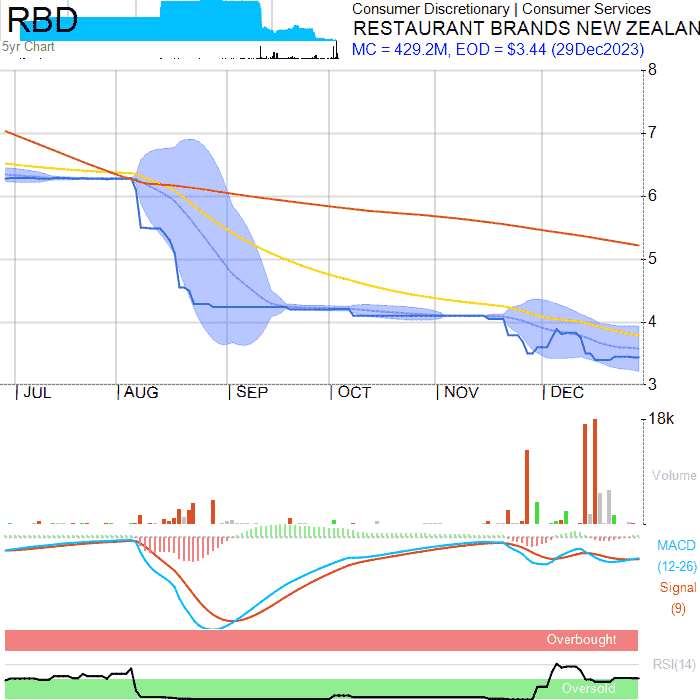 RBD
5yr Chart
Consumer Discretionary | Consumer Services
RESTAURANT BRANDS NEW ZEALAN
MC = 429.2M, EOD = $3.44 (29Dec2023)
8
7
6
5
4
3
JUL AUG SEP OCT NOV DEC
18k
Volume
MACD
(12-26)
Signal
(9)
Overbought
RSI(14)
Oversold